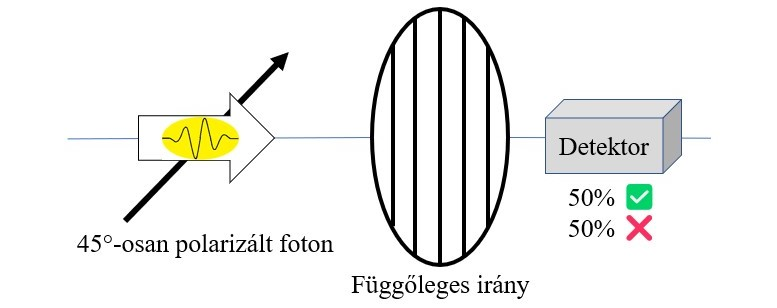 45°-osan polarizált foton
Függőleges irány
Detektor
50% ✅
50% ❌